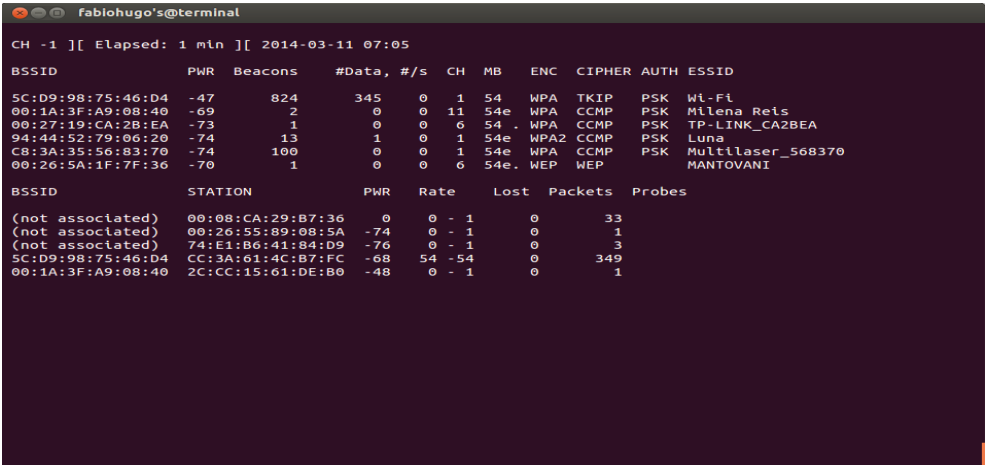 fabiohugo's@terminal
CH -1 ][ Elapsed: 1 min ][ 2014-03-11 07:05
BSSID PWR Beacons #Data, #/s CH MB ENC CIPHER AUTH ESSID
5C:D9:98:75:46:D4 -47 824 345 0 1 54 WPA TKIP PSK Wi-Fi
00:1A:3F:A9:08:40 -69 2 0 0 11 54e WPA CCMP PSK Milena Reis
00:27:19:CA:2B:EA -73 1 0 0 6 54 . WPA CCMP PSK TP-LINK_CA2BEA
94:44:52:79:06:20 -74 13 1 0 1 54e WPA2 CCMP PSK Luna
C8:3A:35:56:83:70 -74 100 0 0 1 54e WPA CCMP PSK Multilaser_568370
00:26:5A:1F:7F:36 -70 1 0 0 6 54e. WEP WEP MANTOVANI
BSSID STATION PWR Rate Lost Packets Probes
(not associated) 00:08:CA:29:B7:36 0 0 - 1 0 33
(not associated) 00:26:55:89:08:5A -74 0 - 1 0 1
(not associated) 74:E1:B6:41:84:D9 -76 0 - 1 0 3
5C:D9:98:75:46:D4 CC:3A:61:4C:B7:FC -68 54 -54 0 349
00:1A:3F:A9:08:40 2C:CC:15:61:DE:B0 -48 0 - 1 0 1